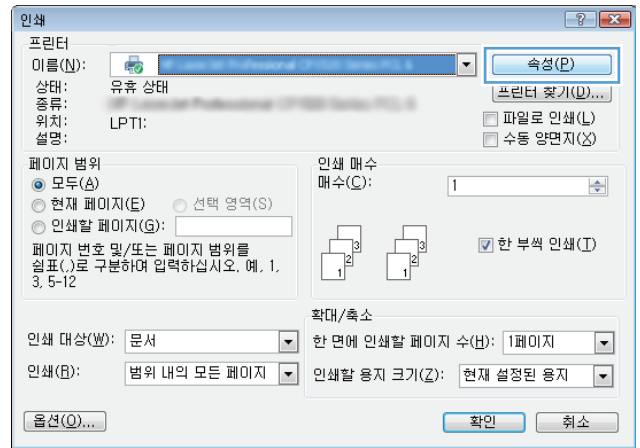 인쇄
프린터
이름(N):
속성(P)
상태: 유휴 상태
프린터 찾기(D)...
종류:
위치: LPT1:
파일로 인쇄(L)
설명:
수동 양면지(X)
페이지 범위
모두(A)
현재 페이지(E) 선택 영역(S)
인쇄할 페이지(G):
페이지 번호 및/또는 페이지 범위를
쉼표(,)로 구분하여 입력하십시오. 예, 1,
3, 5-12
인쇄 매수
매수(C): 1
3 3
2 2
1 1
한 부씩 인쇄(T)
인쇄 대상(W): 문서
인쇄(R): 범위 내의 모든 페이지
확대/축소
한 면에 인쇄할 페이지 수(H): 1페이지
인쇄할 용지 크기(Z): 현재 설정된 용지
옵션(O)...
확인 취소